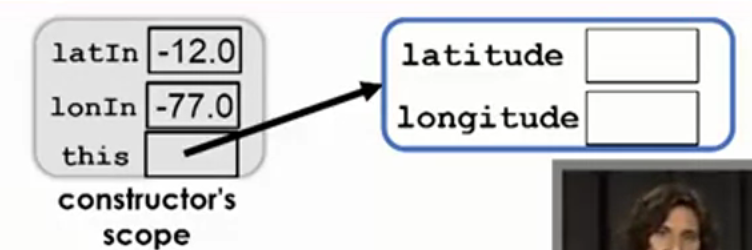 latIn -12.0
lonIn -77.0
this
constructor's
scope
latitude
longitude